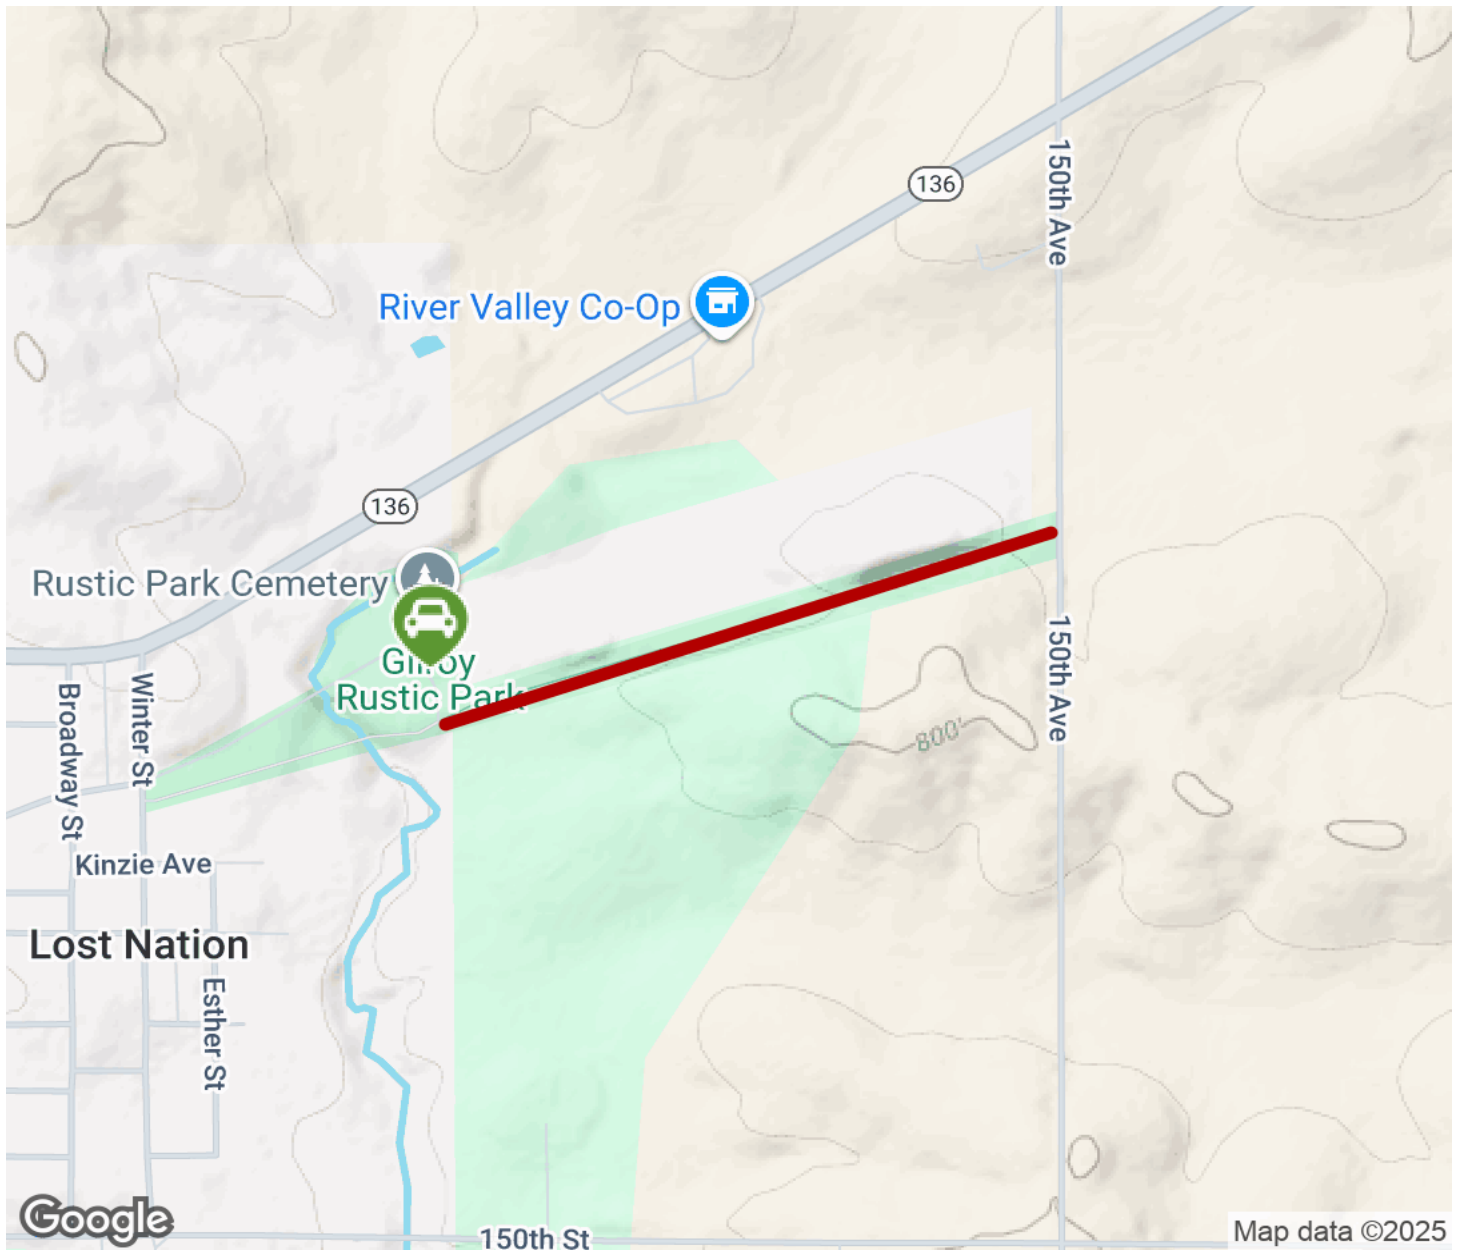 136
150th Ave
River Valley Co-Op
136
Rustic Park Cemetery
Gilroy
Rustic Park
150th Ave
Broadway St
Winter St
800'
Kinzie Ave
Lost Nation
Esther St
Google
150th St
Map data ©2025